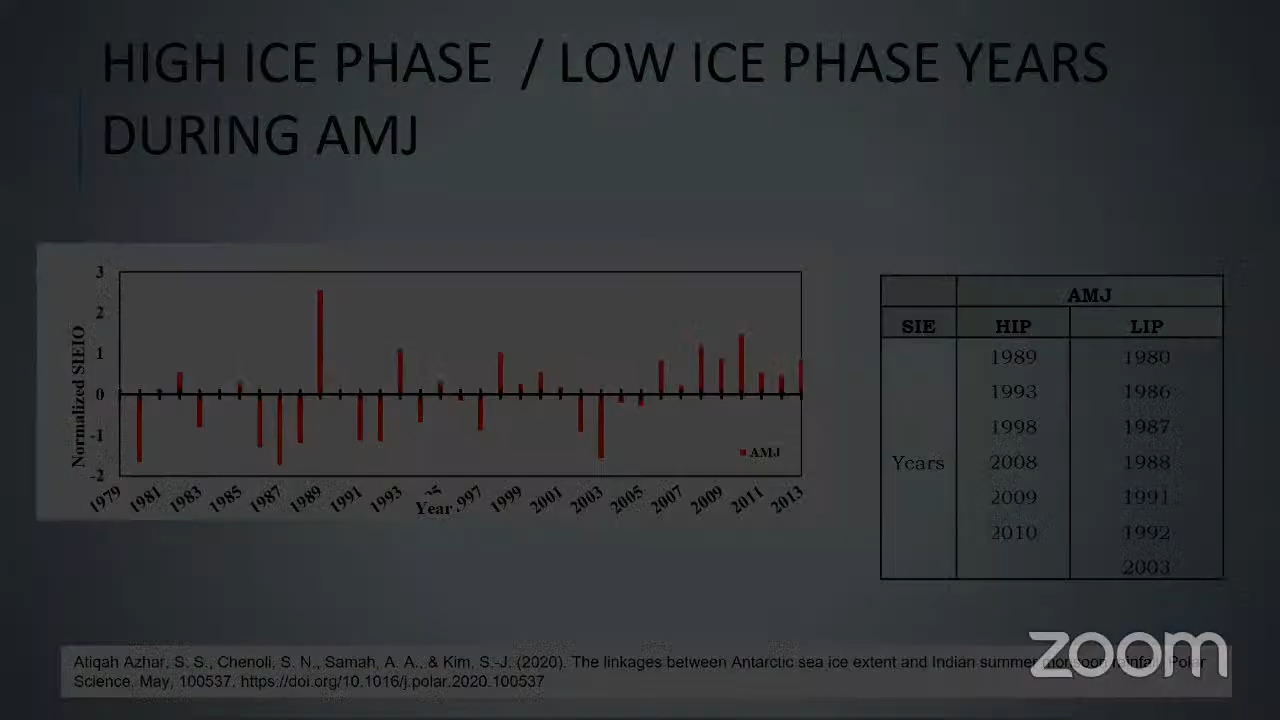 HIGH ICE PHASE / LOW ICE PHASE YEARS
DURING AMJ
3
2
1
0
-1
-2
Normalized SIEIO
AMJ
1979 1981 1983 1985 1987 1989 1991 1993 1997 1999 2001 2003 2005 2007 2009 2011 2013
Year
AMJ
SIE HIP LIP
Years
1989 1980
1993 1986
1998 1987
2008 1988
2009 1991
2010 1992
2003
Atiqah Azhar, S. S., Chenoli, S. N., Samah, A. A., & Kim, S.-J. (2020). The linkages between Antarctic sea ice extent and Indian summer monsoon rainfall. Polar
Science, May, 100537. https://doi.org/10.1016/j.polar.2020.100537
zoom